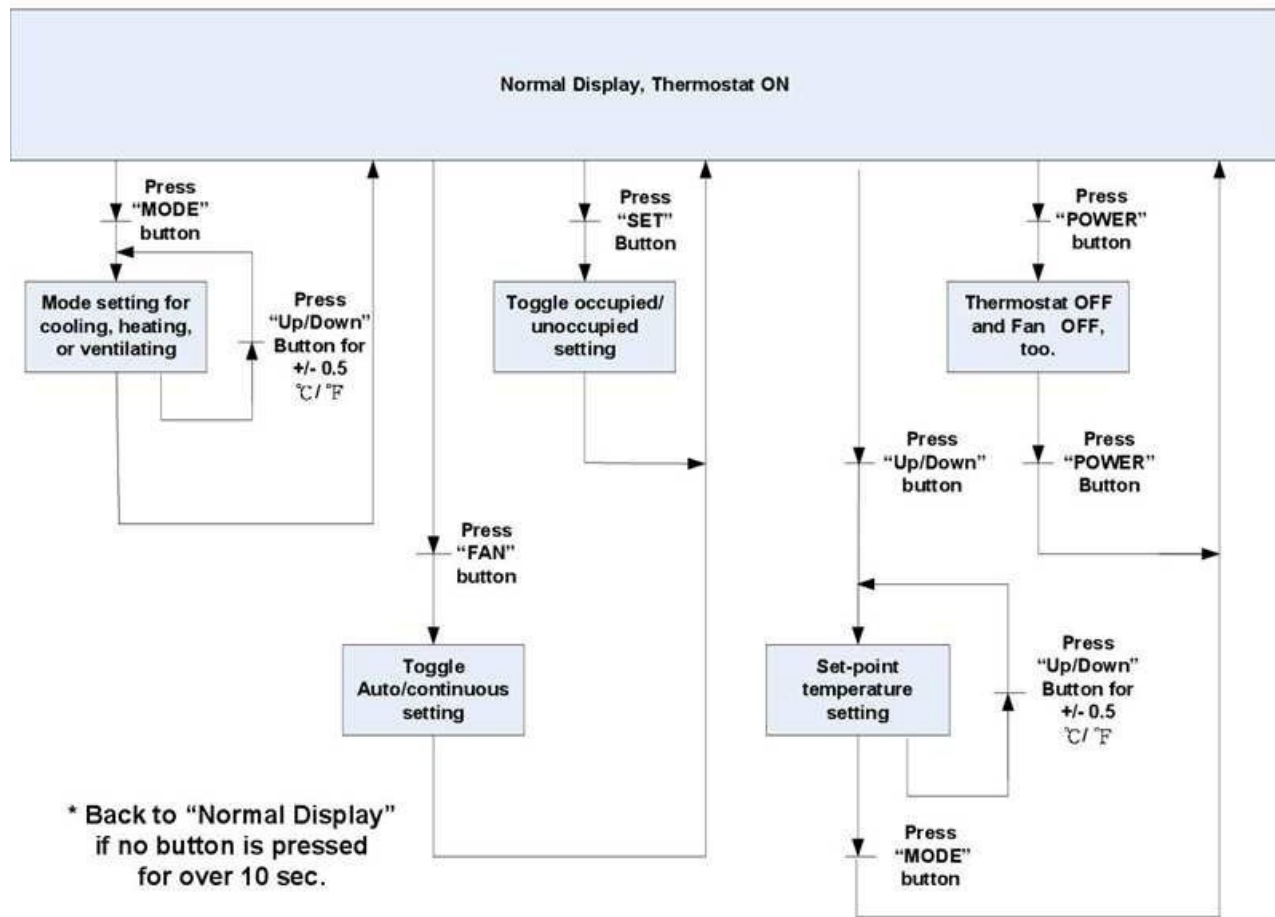 Normal Display, Thermostat ON
Press
“MODE”
button
Mode setting for
cooling, heating,
or ventilating
Press
“Up/Down”
Button for
+/- 0.5
℃/ ℉
Press
“SET”
Button
Toggle occupied/
unoccupied
setting
Press
“POWER”
button
Thermostat OFF
and Fan OFF,
too.
Press
“Up/Down”
button
Press
“POWER”
Button
Press
“FAN”
button
Toggle
Auto/continuous
setting
Set-point
temperature
setting
Press
“Up/Down”
Button for
+/- 0.5
℃/ ℉
Press
“MODE”
button
* Back to “Normal Display”
if no button is pressed
for over 10 sec.